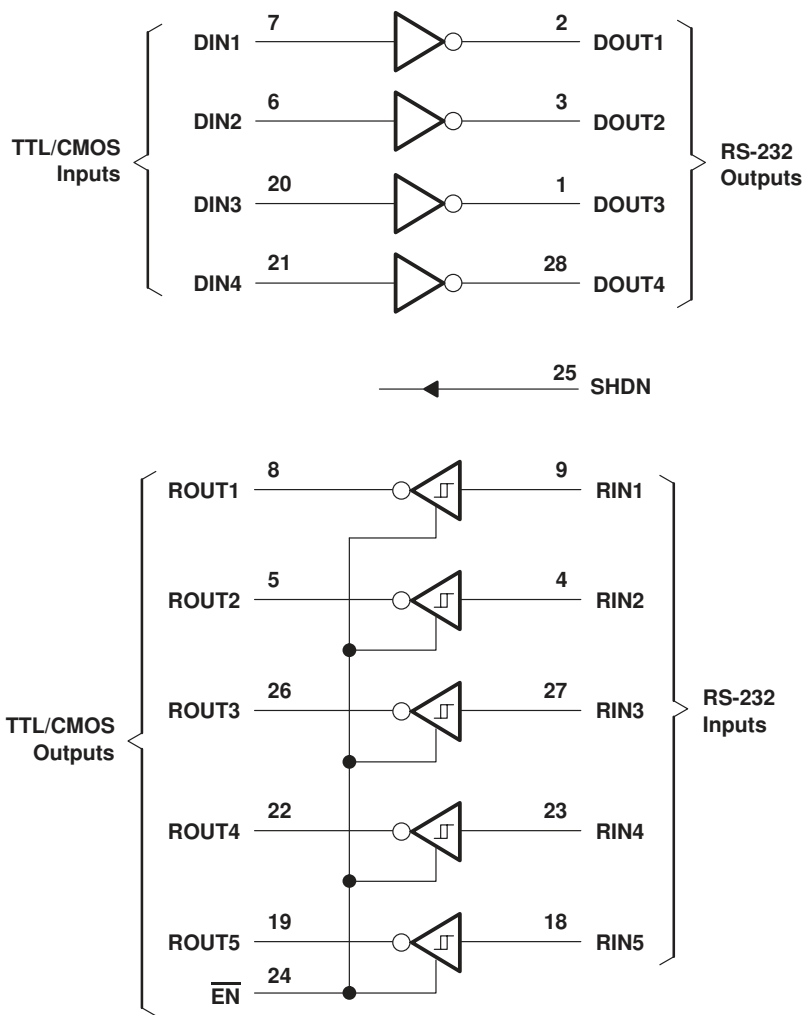 DIN1 7 2 DOUT1
DIN2 6 3 DOUT2
TTL/CMOS
Inputs
RS-232
Outputs
DIN3 20 1 DOUT3
DIN4 21 28 DOUT4
25 SHDN
ROUT1 8 9 RIN1
ROUT2 5 4 RIN2
ROUT3 26 27 RIN3
TTL/CMOS
Outputs
RS-232
Inputs
ROUT4 22 23 RIN4
ROUT5 19 18 RIN5
E̅N̅ 24